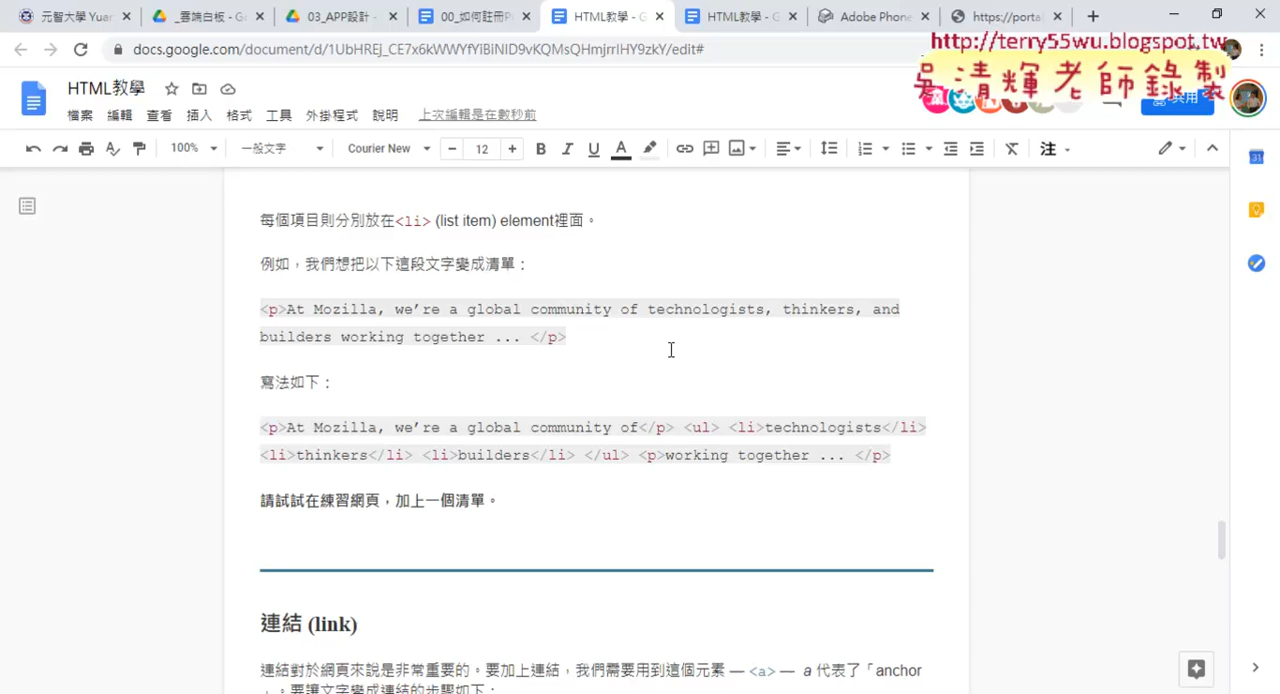 元智大學 Yuan
_雲端白板 - Go
03_APP設計 -
00_如何註冊P
HTML教學 - G
HTML教學 - G
Adobe Phone
https://porta
docs.google.com/document/d/1UbHREj_CE7x6kWWYfYiBiNID9vKQMsQHmJrrIHY9zkY/edit#
http://terry55wu.blogspot.tw
吳清輝老師錄製
HTML教學
共用
檔案 編輯 查看 插入 格式 工具 外掛程式 說明 上次編輯是在數秒前
100% 一般文字 Courier New 12 B I U A 注
每個項目則分別放在<li> (list item) element裡面。
例如，我們想把以下這段文字變成清單：
<p>At Mozilla, we’re a global community of technologists, thinkers, and
builders working together ... </p>
寫法如下：
<p>At Mozilla, we’re a global community of</p> <ul> <li>technologists</li>
<li>thinkers</li> <li>builders</li> </ul> <p>working together ... </p>
請試試在練習網頁，加上一個清單。
連結 (link)
連結對於網頁來說是非常重要的。要加上連結，我們需要用到這個元素 — <a> — a 代表了「anchor
」。要讓文字變成連結的步驟如下：